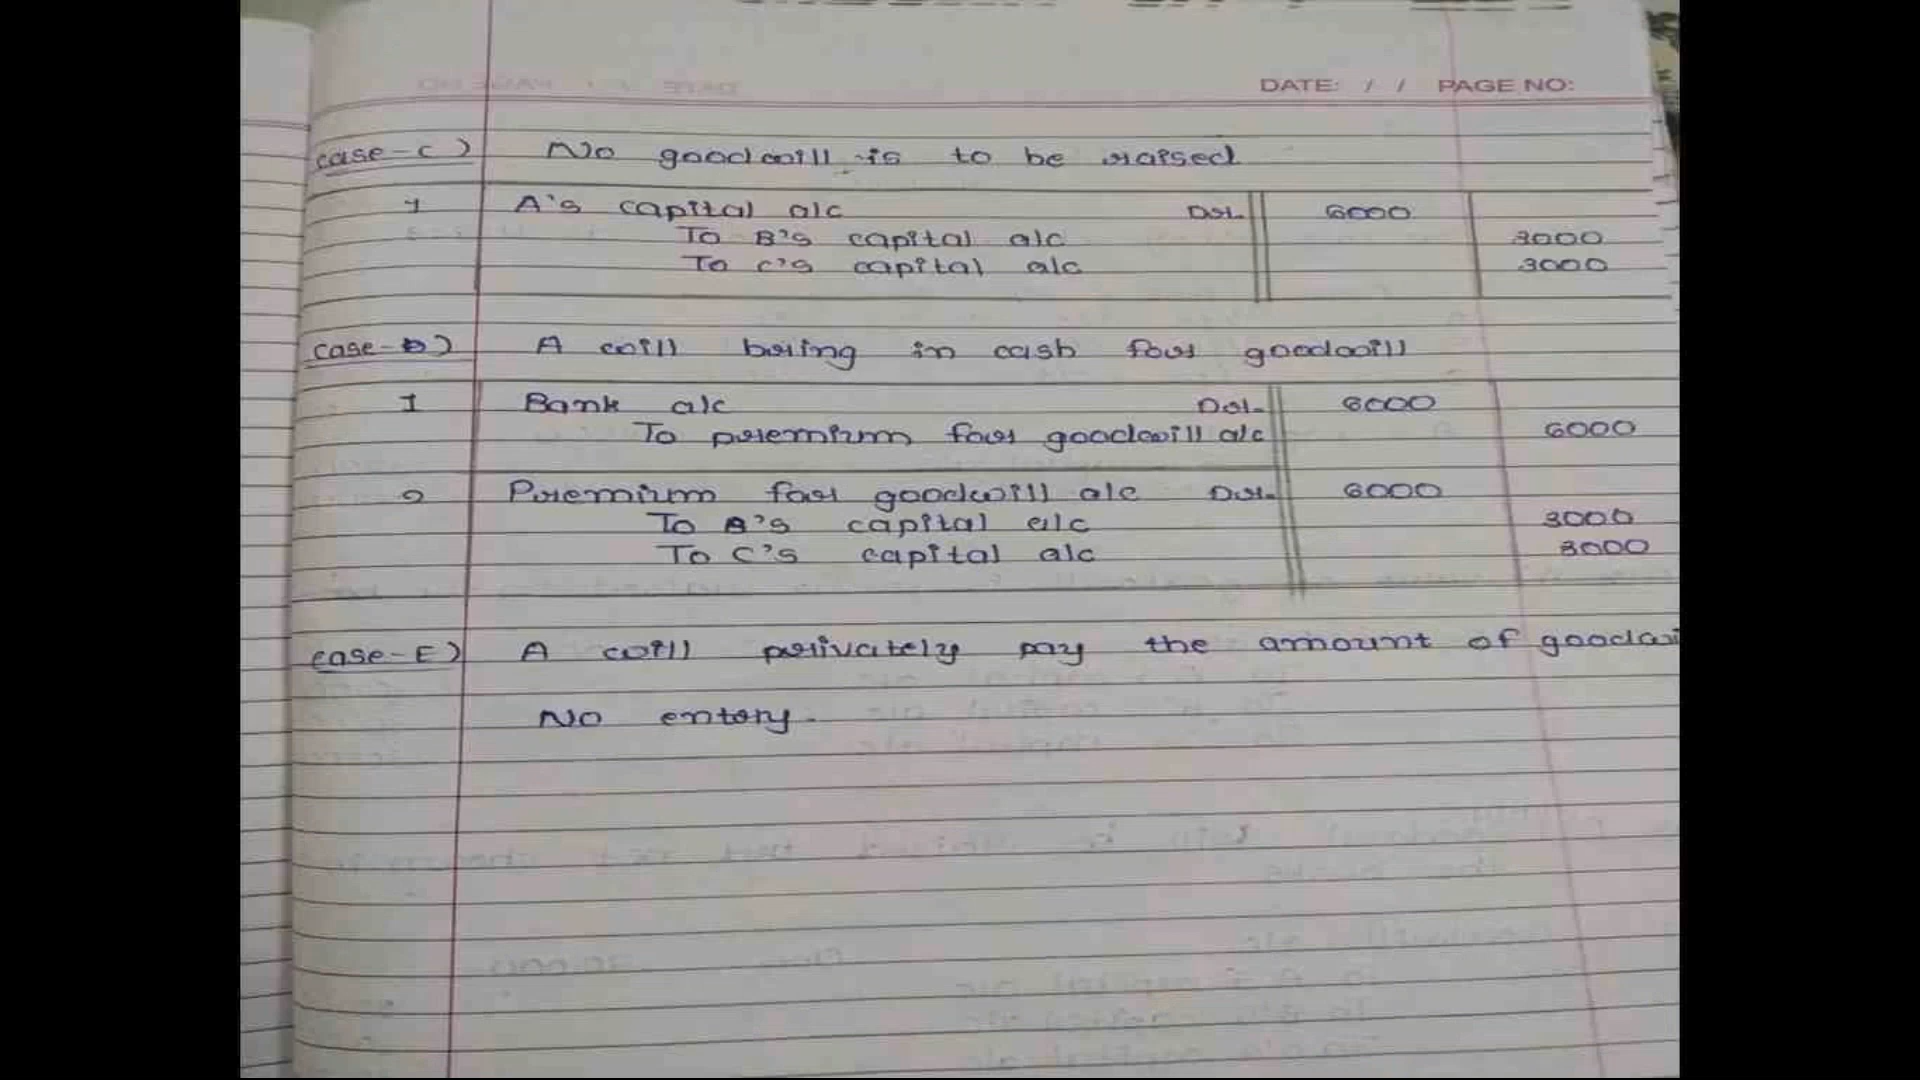 DATE: / / PAGE NO:
case-c) No goodwill is to be raised
1 A's capital a/c Dr. 6000
To B's capital a/c 3000
To C's capital a/c 3000
case-D) A will bring in cash for goodwill
1 Bank a/c Dr. 6000
To premium for goodwill a/c 6000
2 Premium for goodwill a/c Dr. 6000
To B's capital a/c 3000
To C's capital a/c 3000
case-E) A will privately pay the amount of goodwi
No entry.